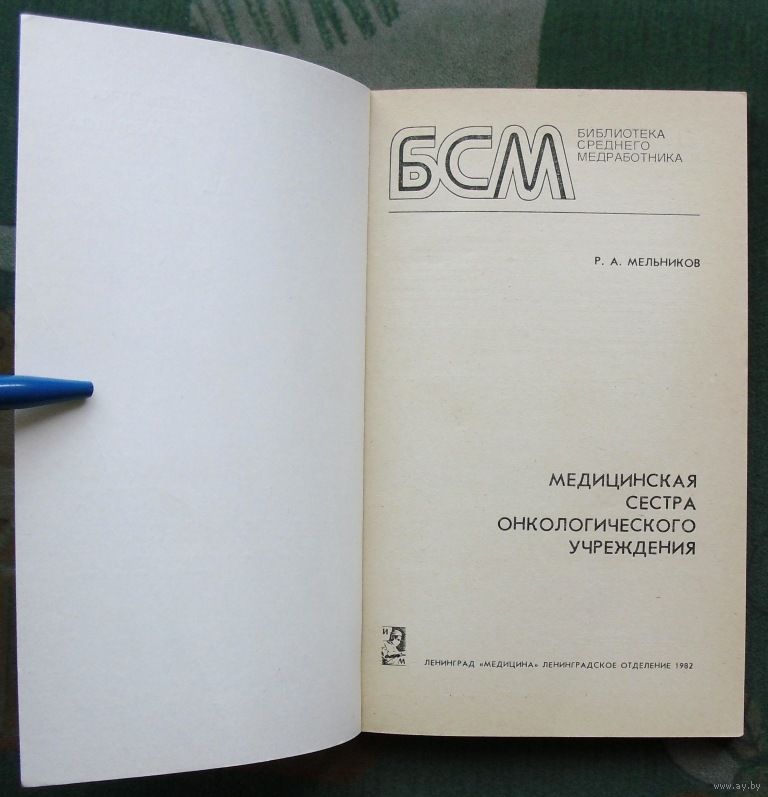 БСМ
БИБЛИОТЕКА
СРЕДНЕГО
МЕДРАБОТНИКА
Р. А. МЕЛЬНИКОВ
МЕДИЦИНСКАЯ
СЕСТРА
ОНКОЛОГИЧЕСКОГО
УЧРЕЖДЕНИЯ
И
М
ЛЕНИНГРАД «МЕДИЦИНА» ЛЕНИНГРАДСКОЕ ОТДЕЛЕНИЕ 1982
www.ay.by